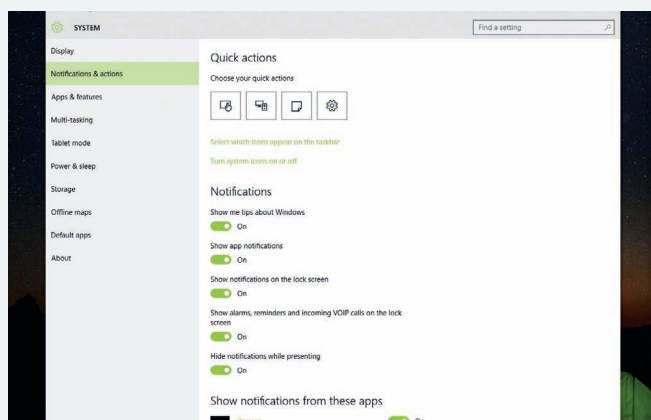 SYSTEM
Find a setting
Display
Notifications & actions
Apps & features
Multi-tasking
Tablet mode
Power & sleep
Storage
Offline maps
Default apps
About
Quick actions
Choose your quick actions
Select which icons appear on the taskbar
Turn system icons on or off
Notifications
Show me tips about Windows
On
Show app notifications
On
Show notifications on the lock screen
On
Show alarms, reminders and incoming VOIP calls on the lock
screen
On
Hide notifications while presenting
On
Show notifications from these apps